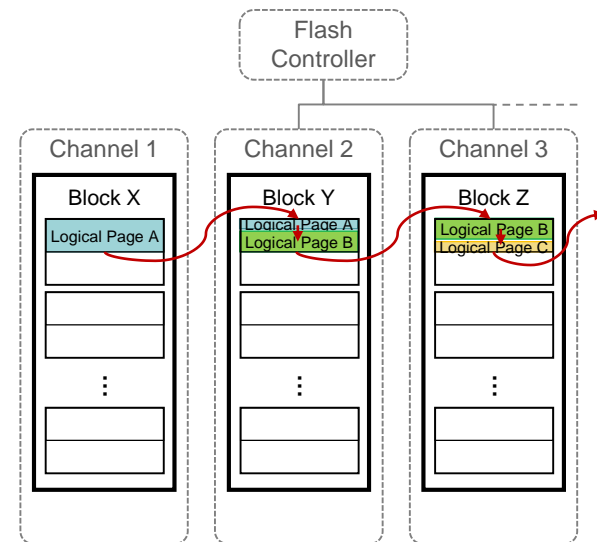 Flash
Controller
Channel 1
Channel 2
Channel 3
Block X
Block Y
Block Z
Logical Page A
Logical Page A
Logical Page B
Logical Page B
Logical Page C
⋮
⋮
⋮